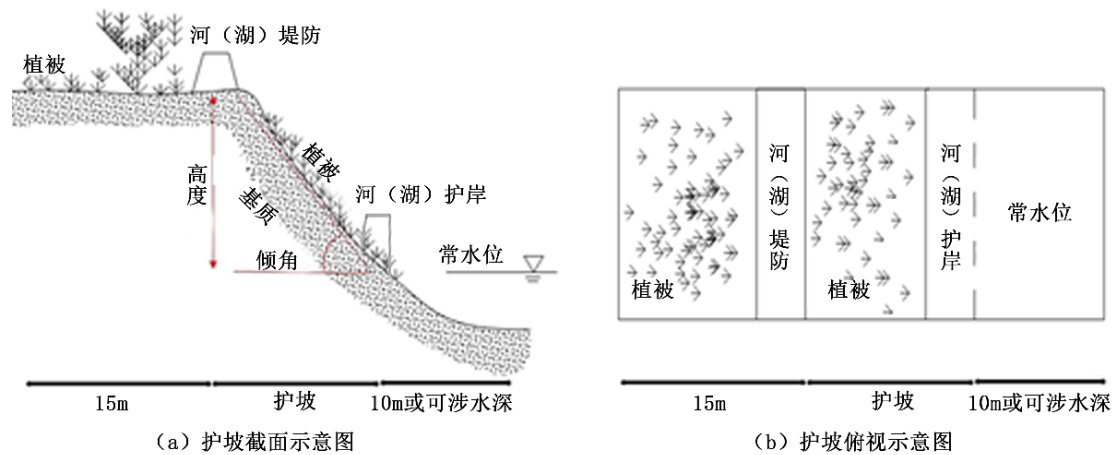 河（湖）堤防
植被
高度
植被
基质
河（湖）护岸
倾角
常水位
15m
护坡
10m或可涉水深
（a）护坡截面示意图
河（湖）堤防
河（湖）护岸
常水位
植被
植被
15m
护坡
10m或可涉水深
（b）护坡俯视示意图